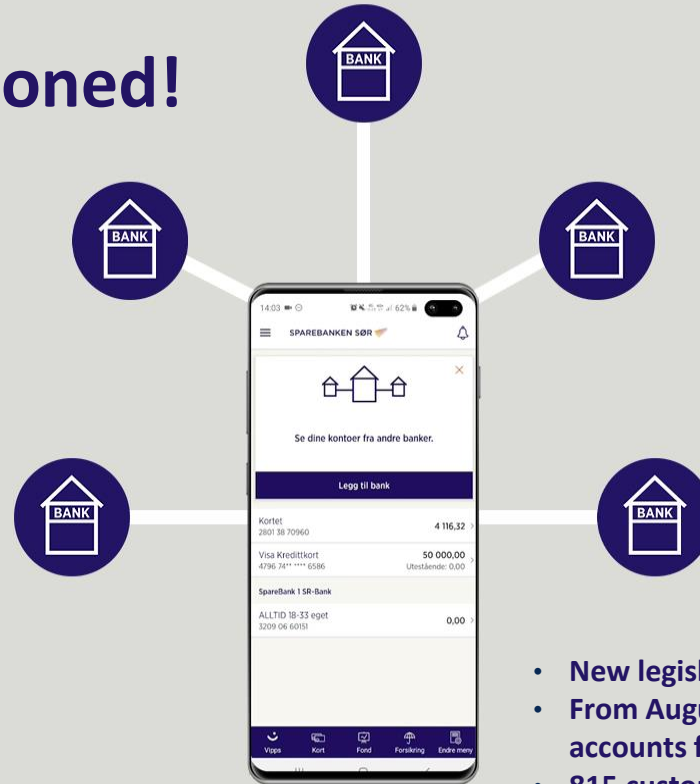 oned!
BANK
BANK
BANK
14:03 62%
SPAREBANKEN SØR
Se dine kontoer fra andre banker.
Legg til bank
BANK
BANK
Kortet 4 116,32
2801 38 70960
Visa Kredittkort 50 000,00
4796 74** **** 6586 Utestående: 0,00
SpareBank 1 SR-Bank
ALLTID 18-33 eget 0,00
3209 06 60151
Vipps Kort Fond Forsikring Endre meny
• New legisl
• From Augu
accounts f
• 815 custom